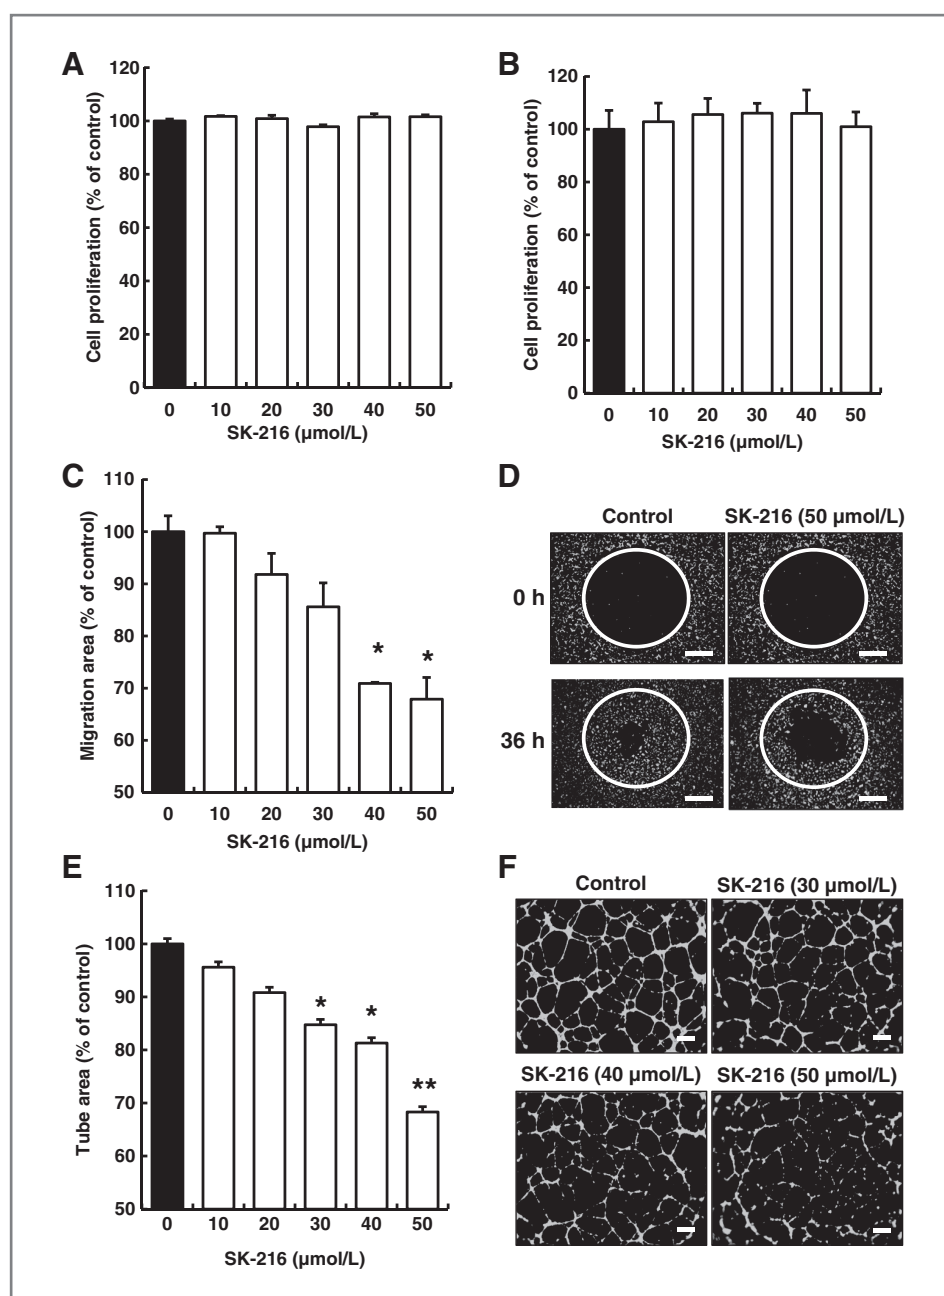 A
Cell proliferation (% of control)
120
100
80
60
40
20
0
0 10 20 30 40 50
SK-216 (µmol/L)
B
Cell proliferation (% of control)
120
100
80
60
40
20
0
0 10 20 30 40 50
SK-216 (µmol/L)
C
Migration area (% of control)
110
100
90
80
70
60
50
* *
0 10 20 30 40 50
SK-216 (µmol/L)
D
Control SK-216 (50 µmol/L)
0 h
36 h
E
Tube area (% of control)
110
100
90
80
70
60
50
* * **
0 10 20 30 40 50
SK-216 (µmol/L)
F
Control SK-216 (30 µmol/L)
SK-216 (40 µmol/L) SK-216 (50 µmol/L)